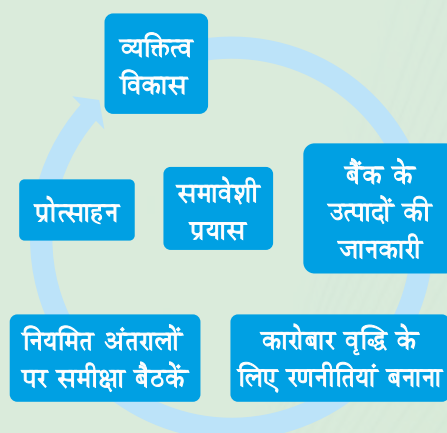 व्यक्तित्व
विकास
बैंक के
उत्पादों की
जानकारी
समावेशी
प्रयास
प्रोत्साहन
कारोबार वृद्धि के
लिए रणनीतियां बनाना
नियमित अंतरालों
पर समीक्षा बैठकें